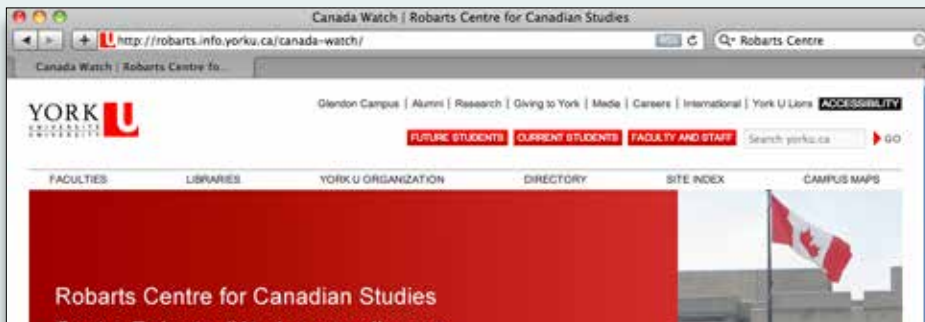 Canada Watch | Robarts Centre for Canadian Studies
http://robarts.info.yorku.ca/canada-watch/
RSS
Robarts Centre
Canada Watch | Robarts Centre fo...
YORK U
UNIVERSITÉ
UNIVERSITY
Glendon Campus | Alumni | Research | Giving to York | Media | Careers | International | York U Lions ACCESSIBILITY
FUTURE STUDENTS CURRENT STUDENTS FACULTY AND STAFF Search yorku.ca GO
FACULTIES LIBRARIES YORK U ORGANIZATION DIRECTORY SITE INDEX CAMPUS MAPS
Robarts Centre for Canadian Studies